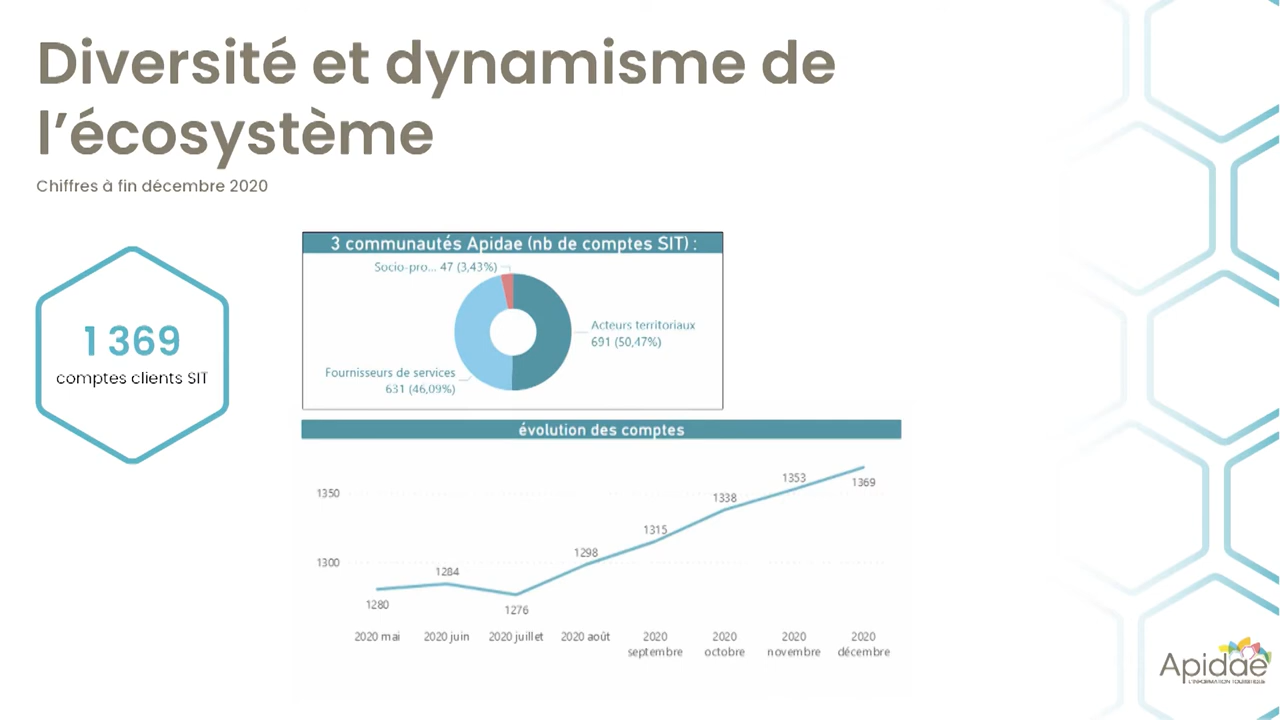 Diversité et dynamisme de
l’écosystème
Chiffres à fin décembre 2020
1 369
comptes clients SIT
3 communautés Apidae (nb de comptes SIT) :
Socio-pro... 47 (3,43%)
Acteurs territoriaux
691 (50,47%)
Fournisseurs de services
631 (46,09%)
évolution des comptes
1350
1300
1280
1284
1276
1298
1315
1338
1353
1369
2020 mai
2020 juin
2020 juillet
2020 août
2020
septembre
2020
octobre
2020
novembre
2020
décembre
Apidae
L'INFORMATION TOURISTIQUE